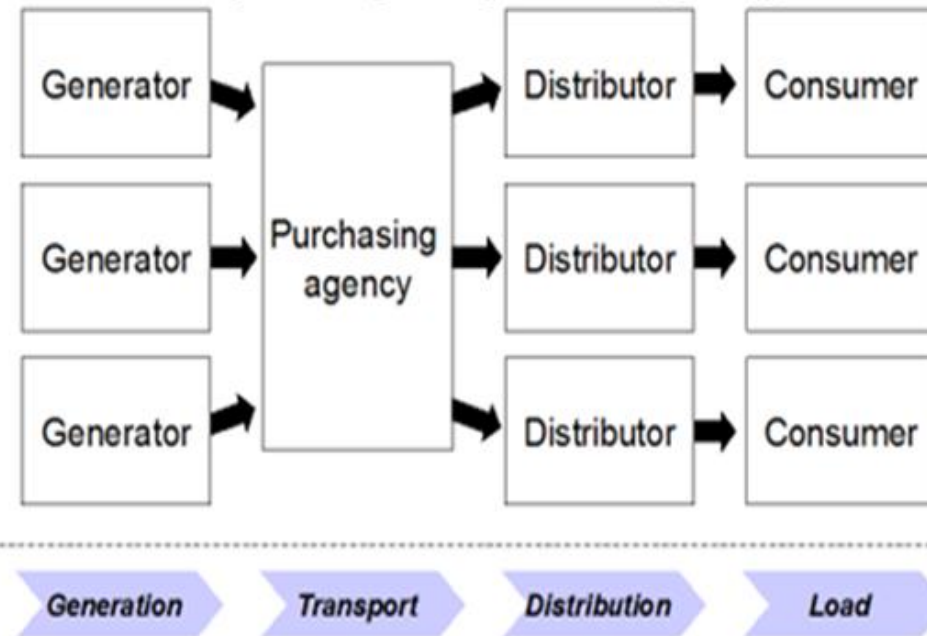 Generator
Distributor
Consumer
Generator
Purchasing
agency
Distributor
Consumer
Generator
Distributor
Consumer
Generation
Transport
Distribution
Load